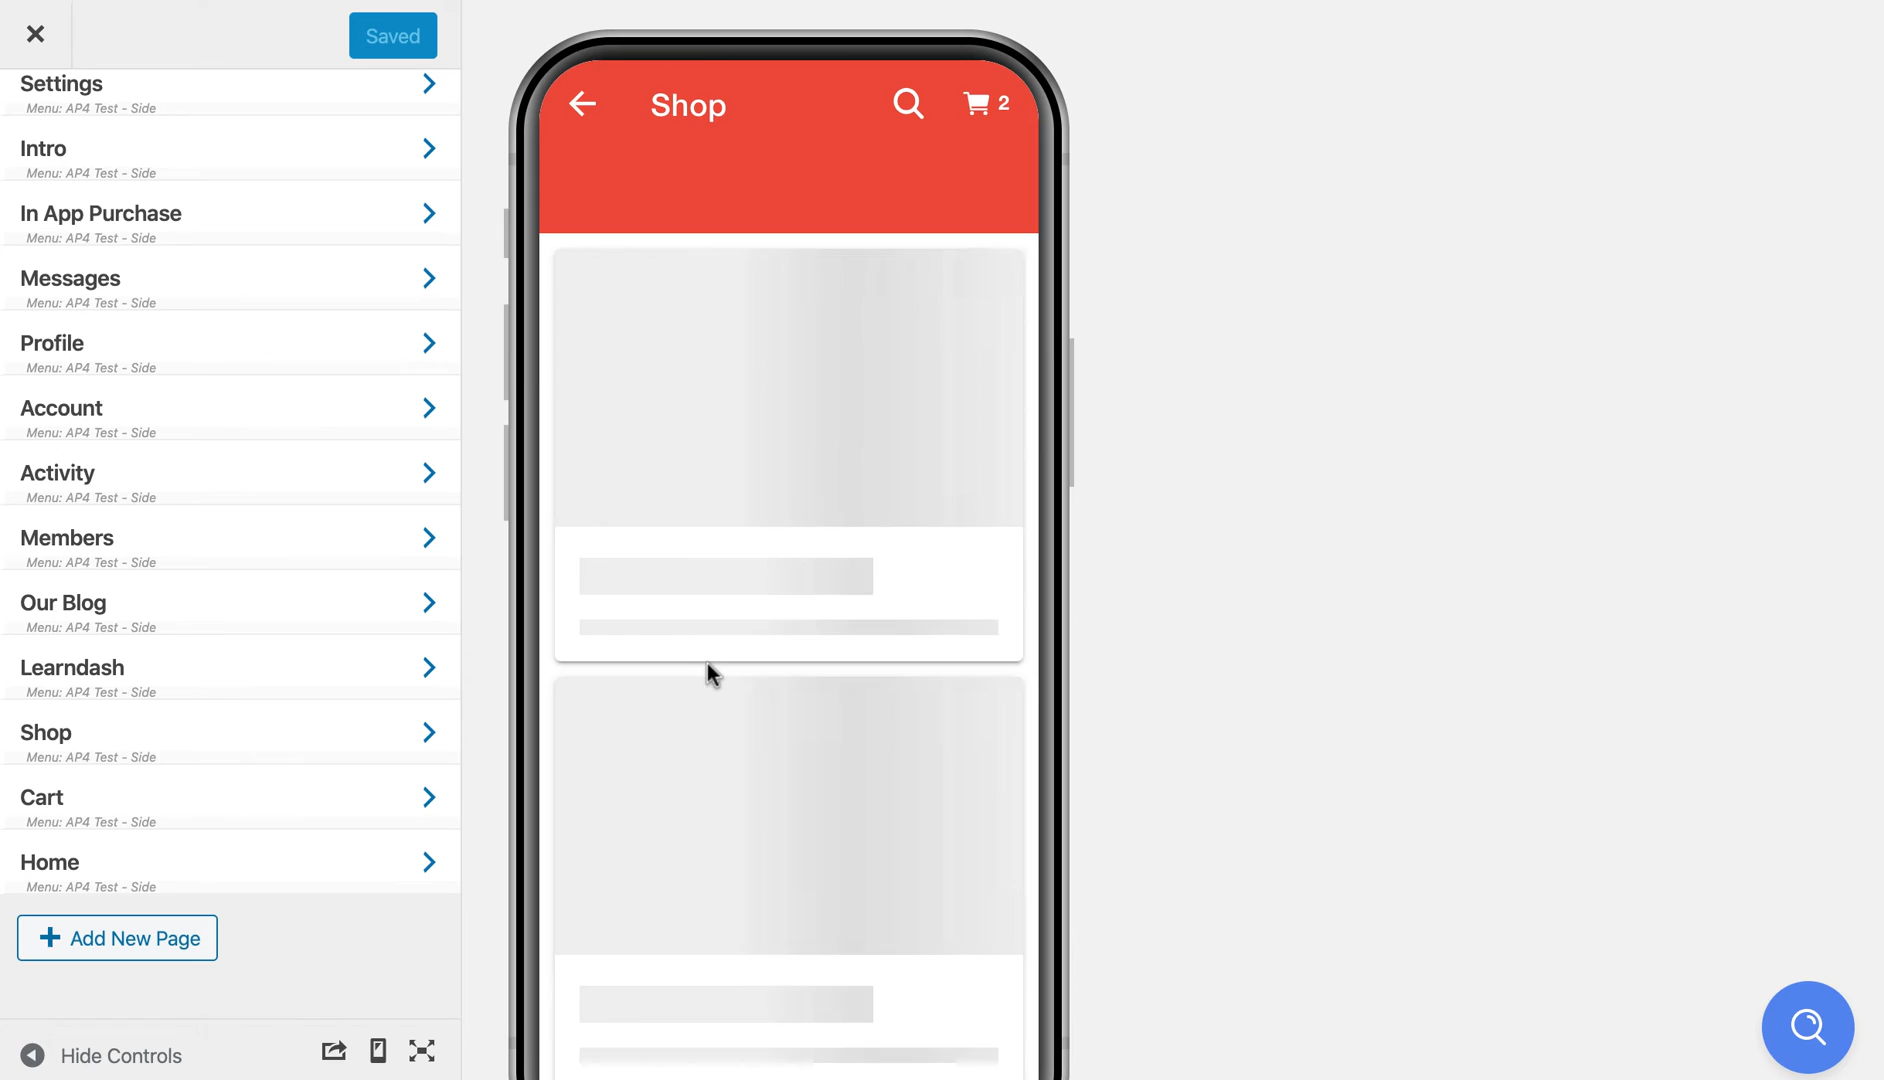 Saved
Settings
Menu: AP4 Test - Side
Intro
Menu: AP4 Test - Side
In App Purchase
Menu: AP4 Test - Side
Messages
Menu: AP4 Test - Side
Profile
Menu: AP4 Test - Side
Account
Menu: AP4 Test - Side
Activity
Menu: AP4 Test - Side
Members
Menu: AP4 Test - Side
Our Blog
Menu: AP4 Test - Side
Learndash
Menu: AP4 Test - Side
Shop
Menu: AP4 Test - Side
Cart
Menu: AP4 Test - Side
Home
Menu: AP4 Test - Side
Add New Page
Hide Controls
Shop 2